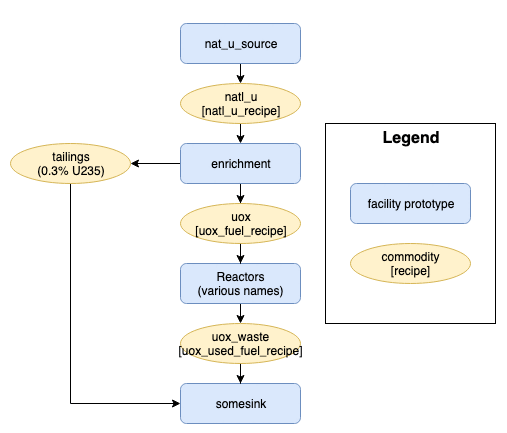 nat_u_source
natl_u
[natl_u_recipe]
tailings
(0.3% U235)
enrichment
uox
[uox_fuel_recipe]
Reactors
(various names)
uox_waste
[uox_used_fuel_recipe]
somesink
Legend
facility prototype
commodity
[recipe]